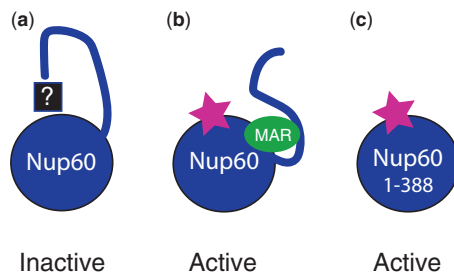 (a)
(b)
(c)
?
MAR
Nup60
Nup60
Nup60
1-388
Inactive
Active
Active